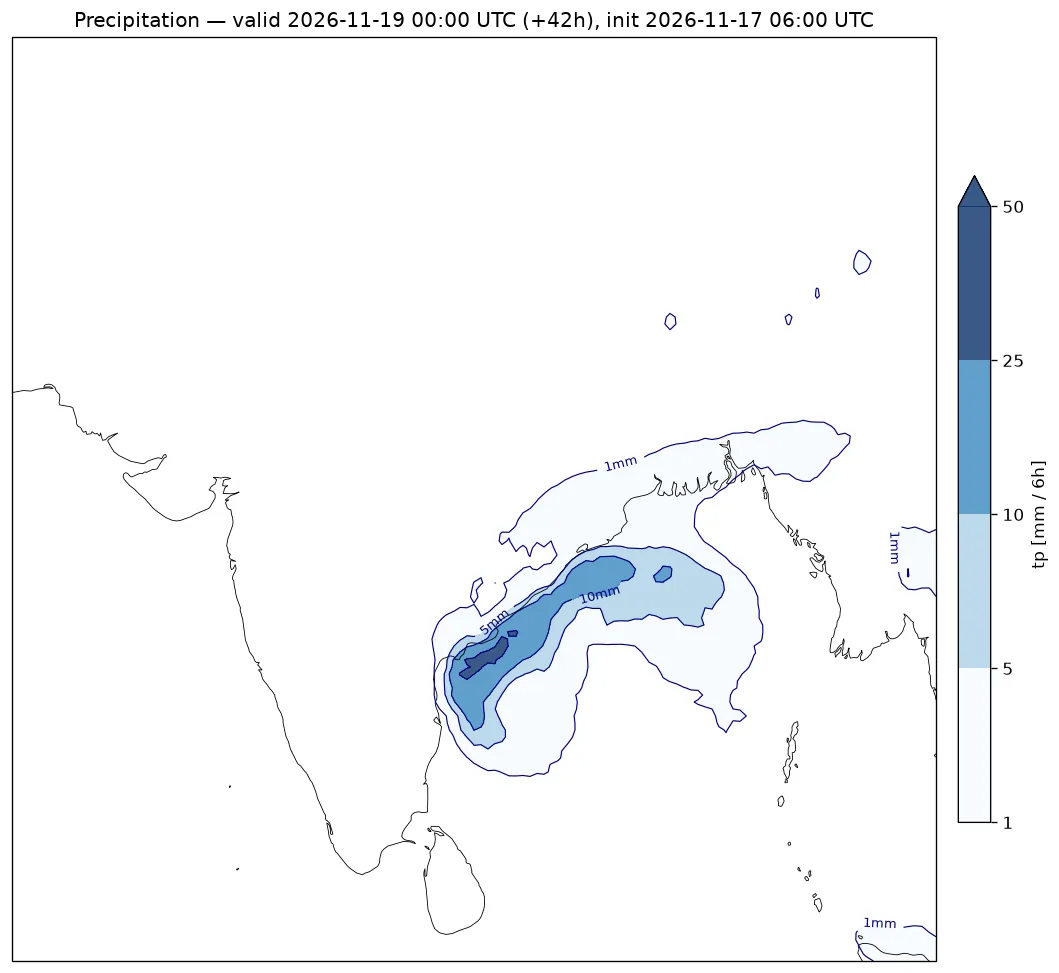 Precipitation — valid 2026-11-19 00:00 UTC (+42h), init 2026-11-17 06:00 UTC
50
25
10
5
1
tp [mm / 6h]
1mm
1mm
10mm
5mm
1mm